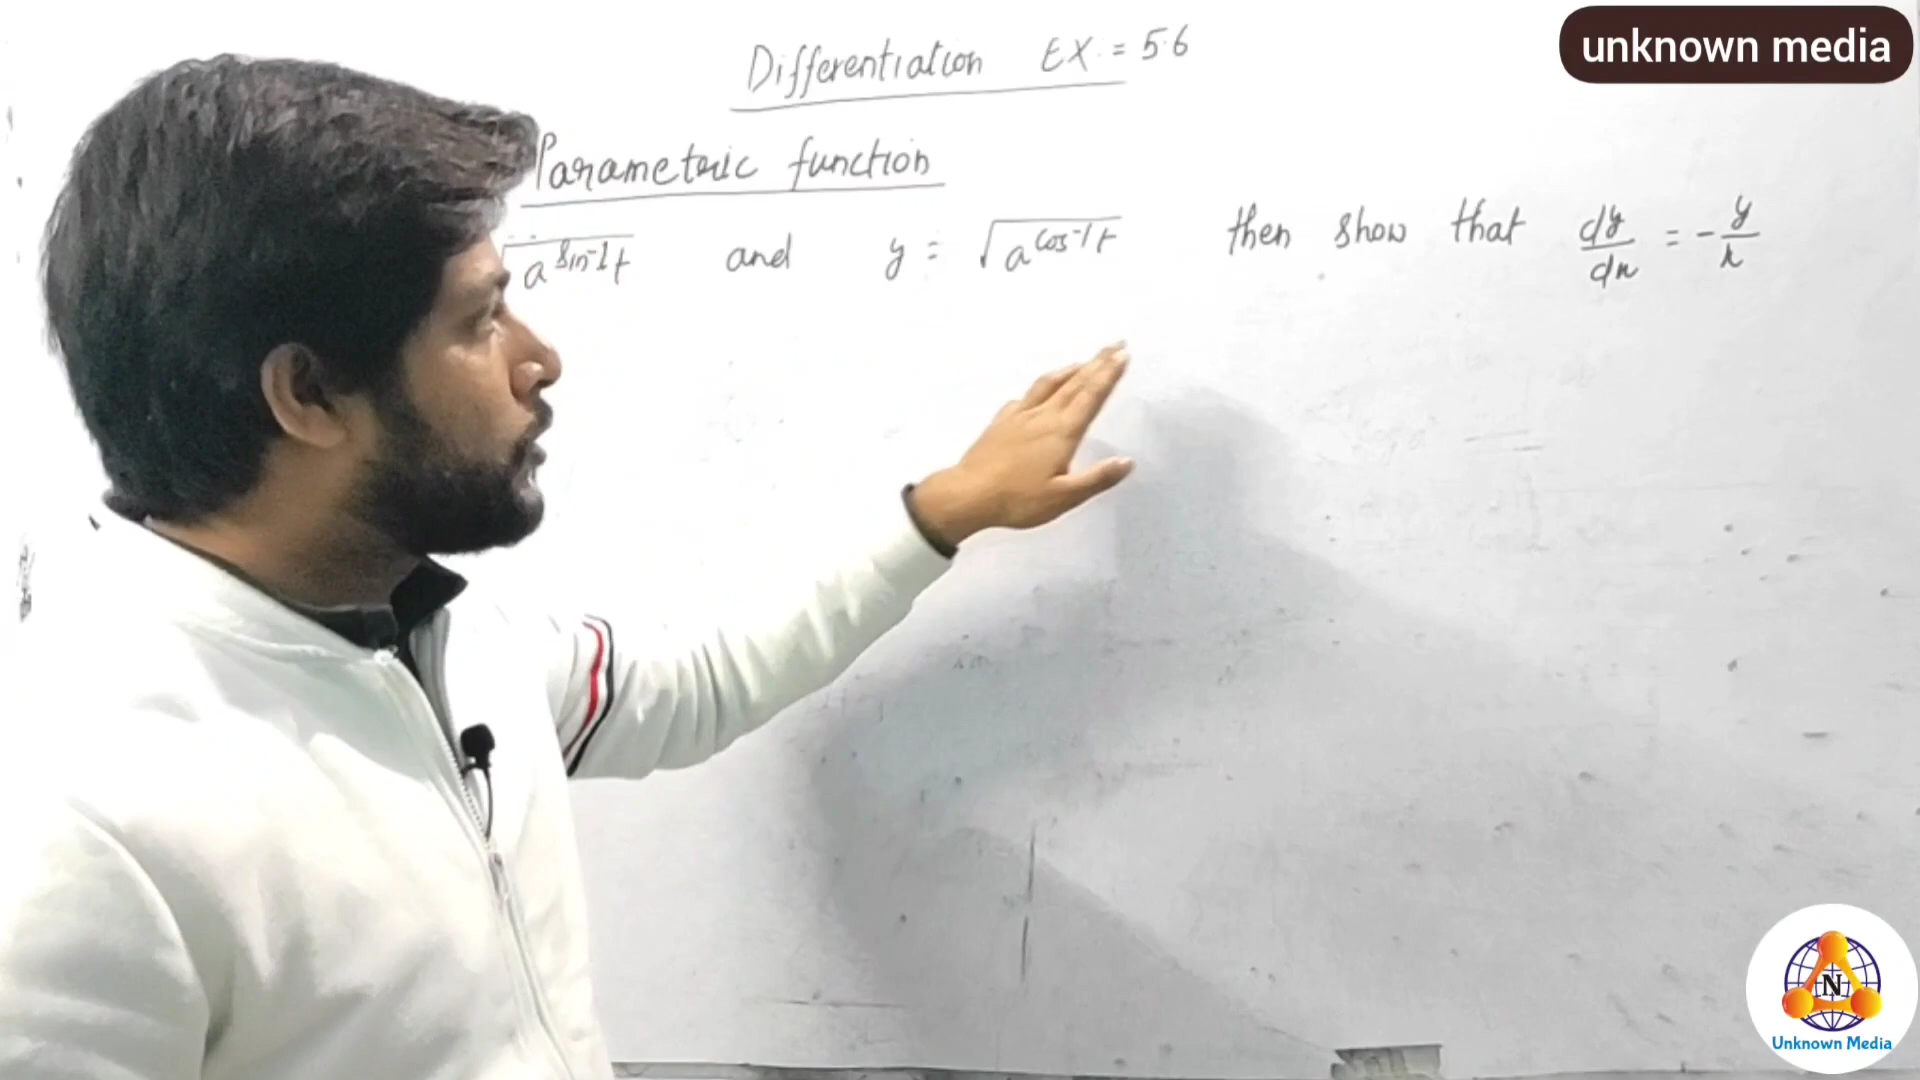 unknown media
Differentiation EX. = 5.6
Parametric function
√a^sin-1t and y = √a^cos-1t then show that dy/dx = -y/x
N
Unknown Media